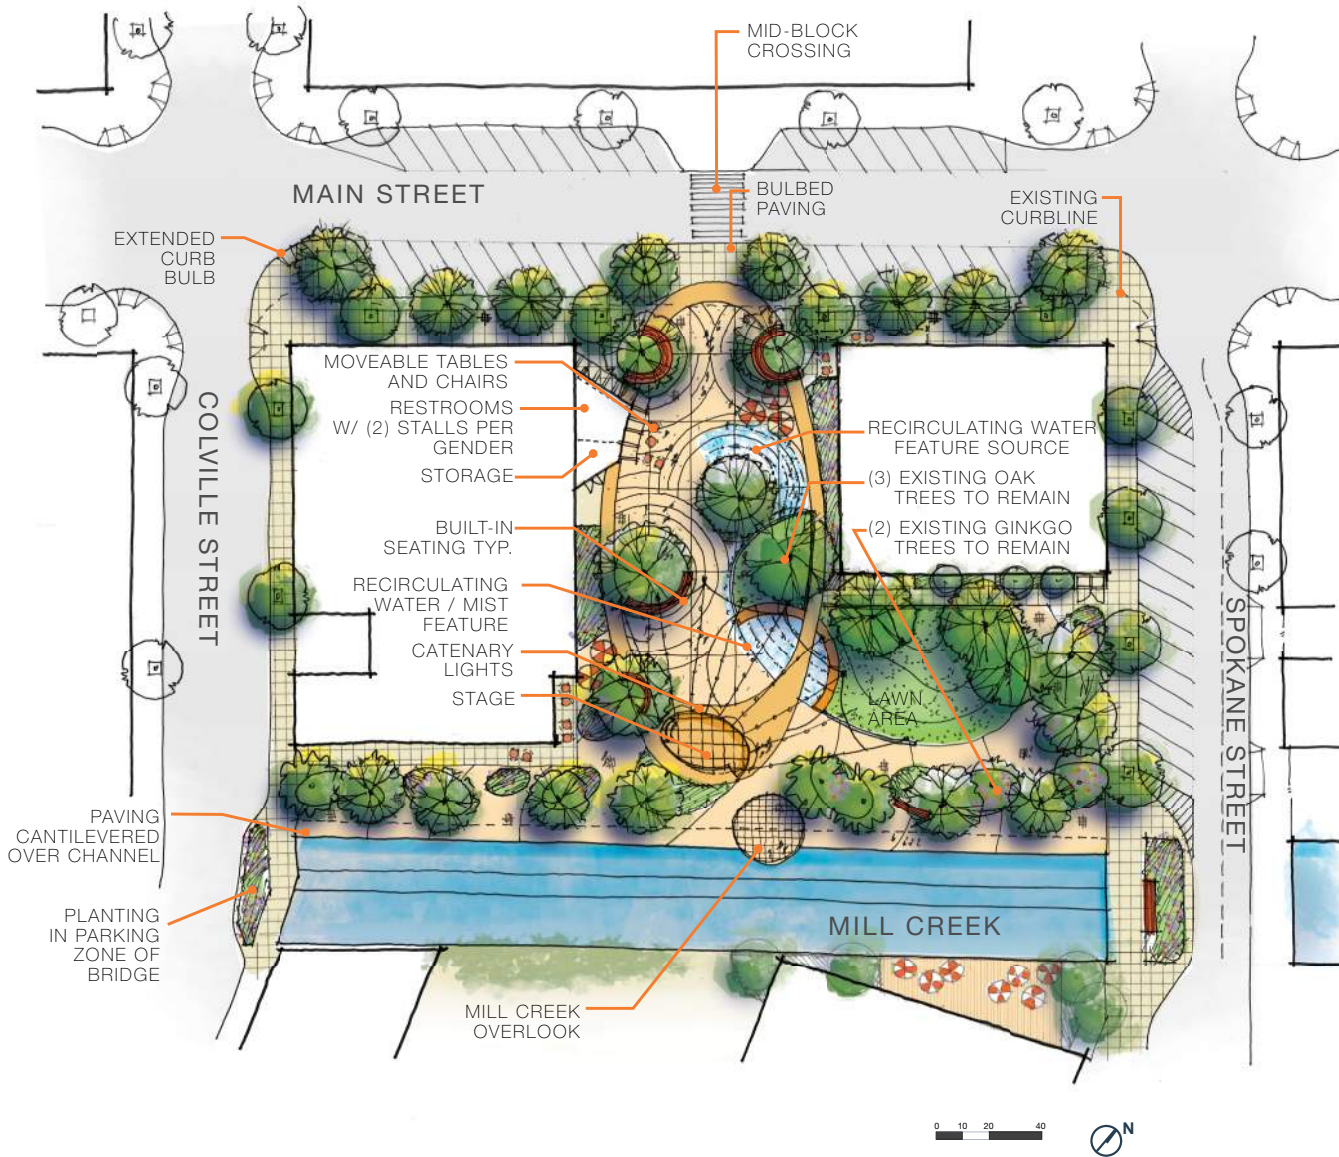 MID-BLOCK
CROSSING
MAIN STREET
BULBED
PAVING
EXISTING
CURBLINE
EXTENDED
CURB
BULB
MOVEABLE TABLES
AND CHAIRS
RESTROOMS
W/ (2) STALLS PER
GENDER
STORAGE
RECIRCULATING WATER
FEATURE SOURCE
(3) EXISTING OAK
TREES TO REMAIN
(2) EXISTING GINKGO
TREES TO REMAIN
COLVILLE STREET
BUILT-IN
SEATING TYP.
RECIRCULATING
WATER / MIST
FEATURE
CATENARY
LIGHTS
STAGE
LAWN
AREA
SPOKANE STREET
PAVING
CANTILEVERED
OVER CHANNEL
PLANTING
IN PARKING
ZONE OF
BRIDGE
MILL CREEK
MILL CREEK
OVERLOOK
0 10 20 40
N